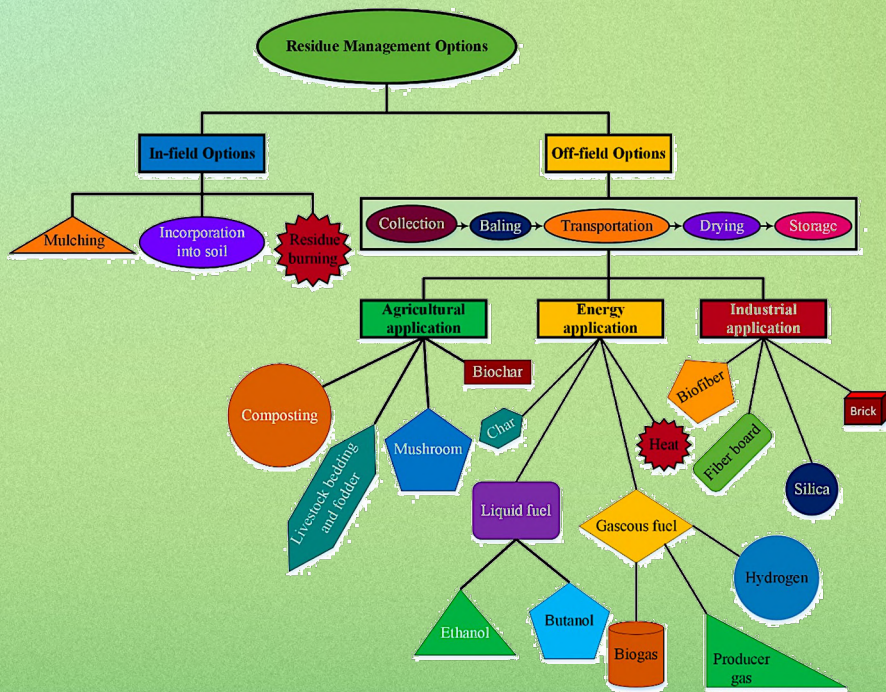 Residue Management Options
In-field Options
Off-field Options
Mulching
Incorporation
into soil
Residue
burning
Collection
Baling
Transportation
Drying
Storage
Agricultural
application
Energy
application
Industrial
application
Composting
Livestock bedding
and fodder
Mushroom
Biochar
Char
Liquid fuel
Gascous fuel
Heat
Biofiber
Fiber board
Silica
Brick
Ethanol
Butanol
Biogas
Producer
gas
Hydrogen